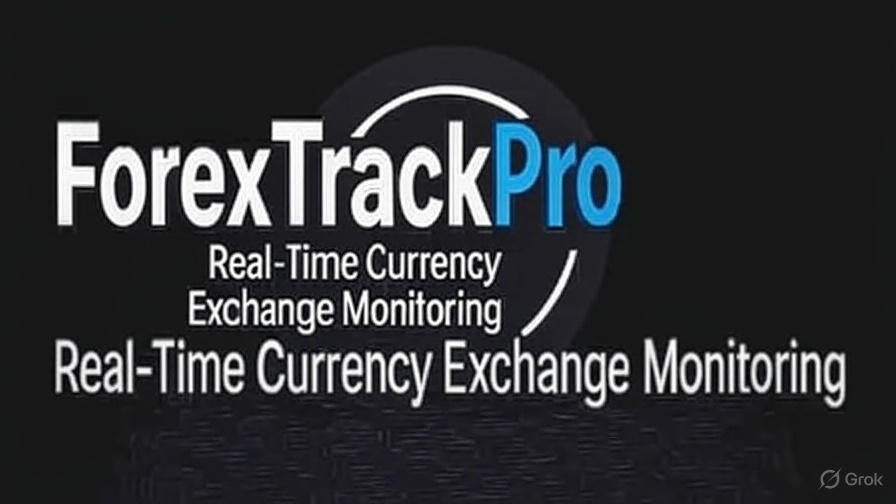 ForexTrackPro
Real-Time Currency
Exchange Monitoring
Real-Time Currency Exchange Monitoring
Grok